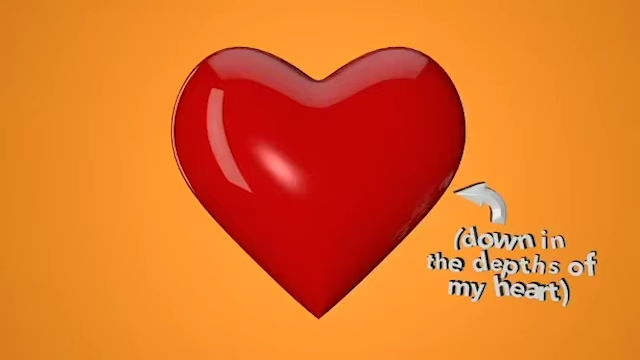 (down in
the depths of
my heart)